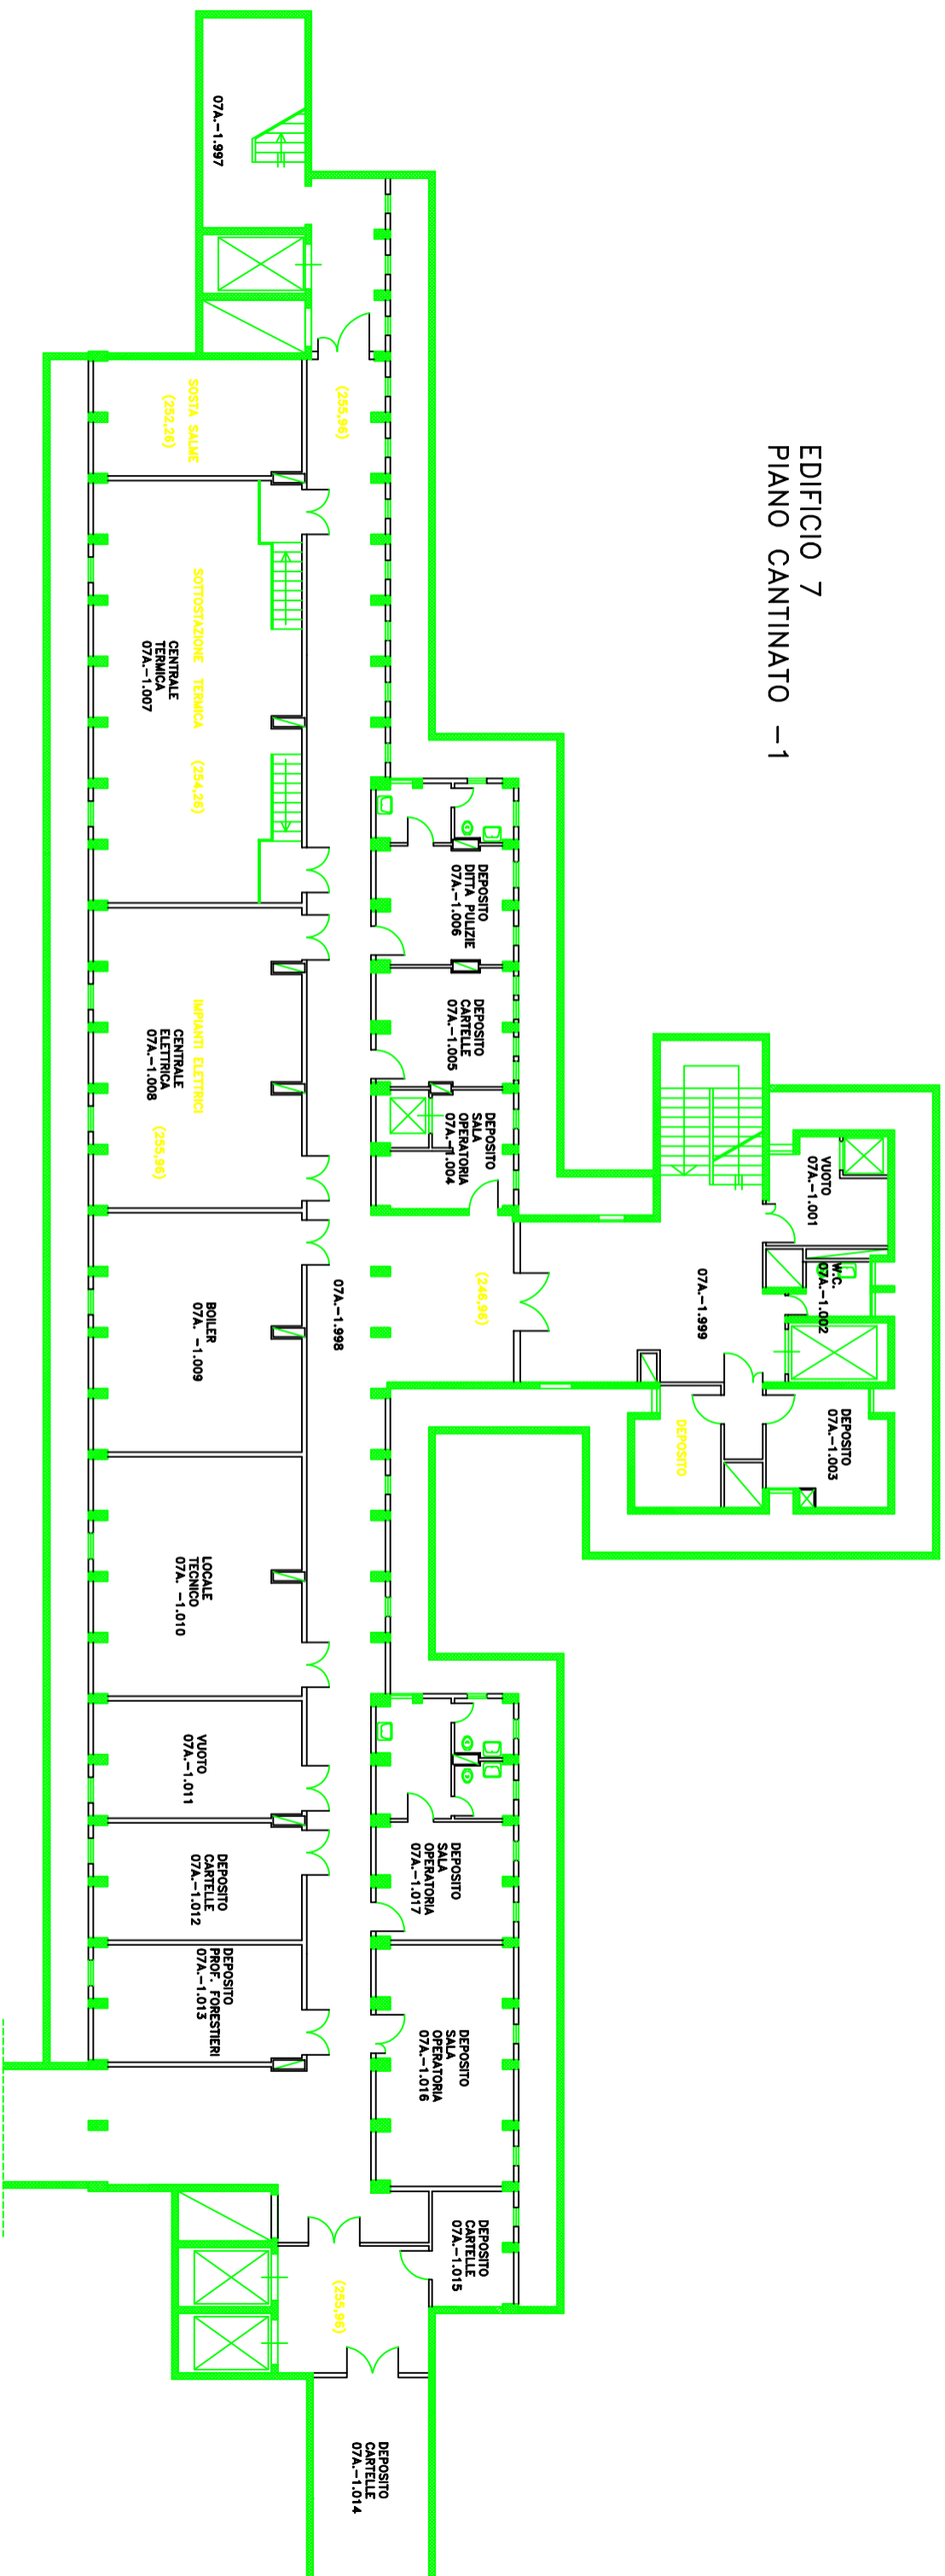 EDIFICIO 7
PIANO CANTINATO -1
07A.-1.997
SOSTA SALME
(252,26)
(255,96)
SOTTOSTAZIONE TERMICA (254,26)
CENTRALE
TERMICA
07A.-1.007
DEPOSITO
DITTA PULIZIE
07A.-1.006
DEPOSITO
CARTELLE
07A.-1.005
DEPOSITO
SALA
OPERATORIA
07A.-1.004
IMPIANTI ELETTRICI
CENTRALE
ELETTRICA
07A.-1.008
(255,96)
VUOTO
07A.-1.001
W.C.
07A.-1.002
07A.-1.999
(246,96)
07A.-1.998
BOILER
07A. -1.009
DEPOSITO
07A.-1.003
DEPOSITO
LOCALE
TECNICO
07A. -1.010
VUOTO
07A.-1.011
DEPOSITO
CARTELLE
07A.-1.012
DEPOSITO
PROF. FORESTIERI
07A.-1.013
DEPOSITO
SALA
OPERATORIA
07A.-1.017
DEPOSITO
SALA
OPERATORIA
07A.-1.016
DEPOSITO
CARTELLE
07A.-1.015
(255,96)
DEPOSITO
CARTELLE
07A.-1.014